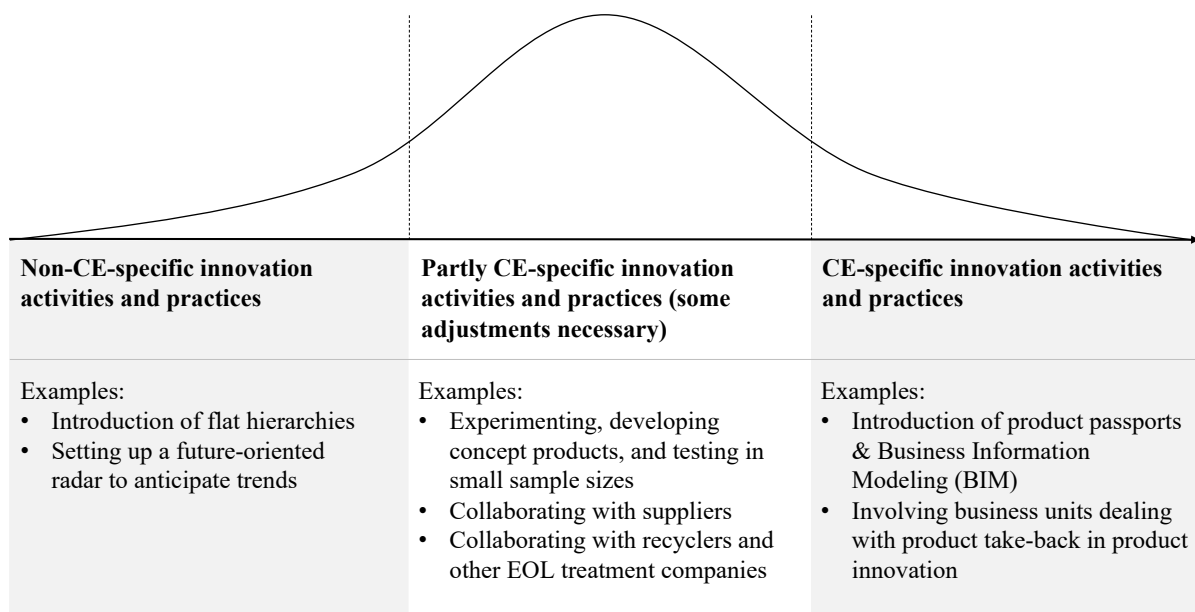 Non-CE-specific innovation
activities and practices
Partly CE-specific innovation
activities and practices (some
adjustments necessary)
CE-specific innovation activities
and practices
Examples:
• Introduction of flat hierarchies
• Setting up a future-oriented
radar to anticipate trends
Examples:
• Experimenting, developing
concept products, and testing in
small sample sizes
• Collaborating with suppliers
• Collaborating with recyclers and
other EOL treatment companies
Examples:
• Introduction of product passports
& Business Information
Modeling (BIM)
• Involving business units dealing
with product take-back in product
innovation